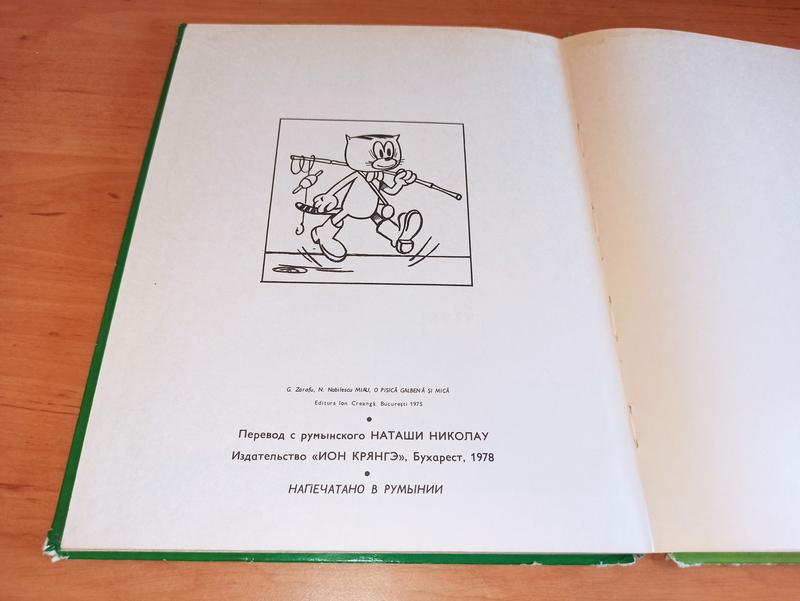 G. Zarafu, N. Nobilescu MIAU, O PISICĂ GALBENĂ ȘI MICĂ
Editura Ion Creangă. București 1975
Перевод с румынского НАТАШИ НИКОЛАУ
Издательство «ИОН КРЯНГЭ», Бухарест, 1978
НАПЕЧАТАНО В РУМЫНИИ